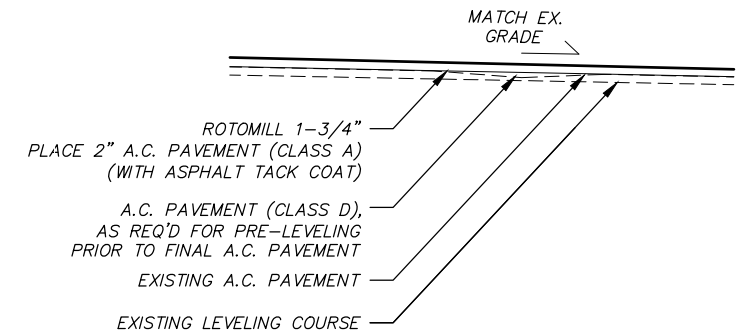 MATCH EX.
GRADE
ROTOMILL 1-3/4"
PLACE 2" A.C. PAVEMENT (CLASS A)
(WITH ASPHALT TACK COAT)
A.C. PAVEMENT (CLASS D),
AS REQ'D FOR PRE-LEVELING
PRIOR TO FINAL A.C. PAVEMENT
EXISTING A.C. PAVEMENT
EXISTING LEVELING COURSE